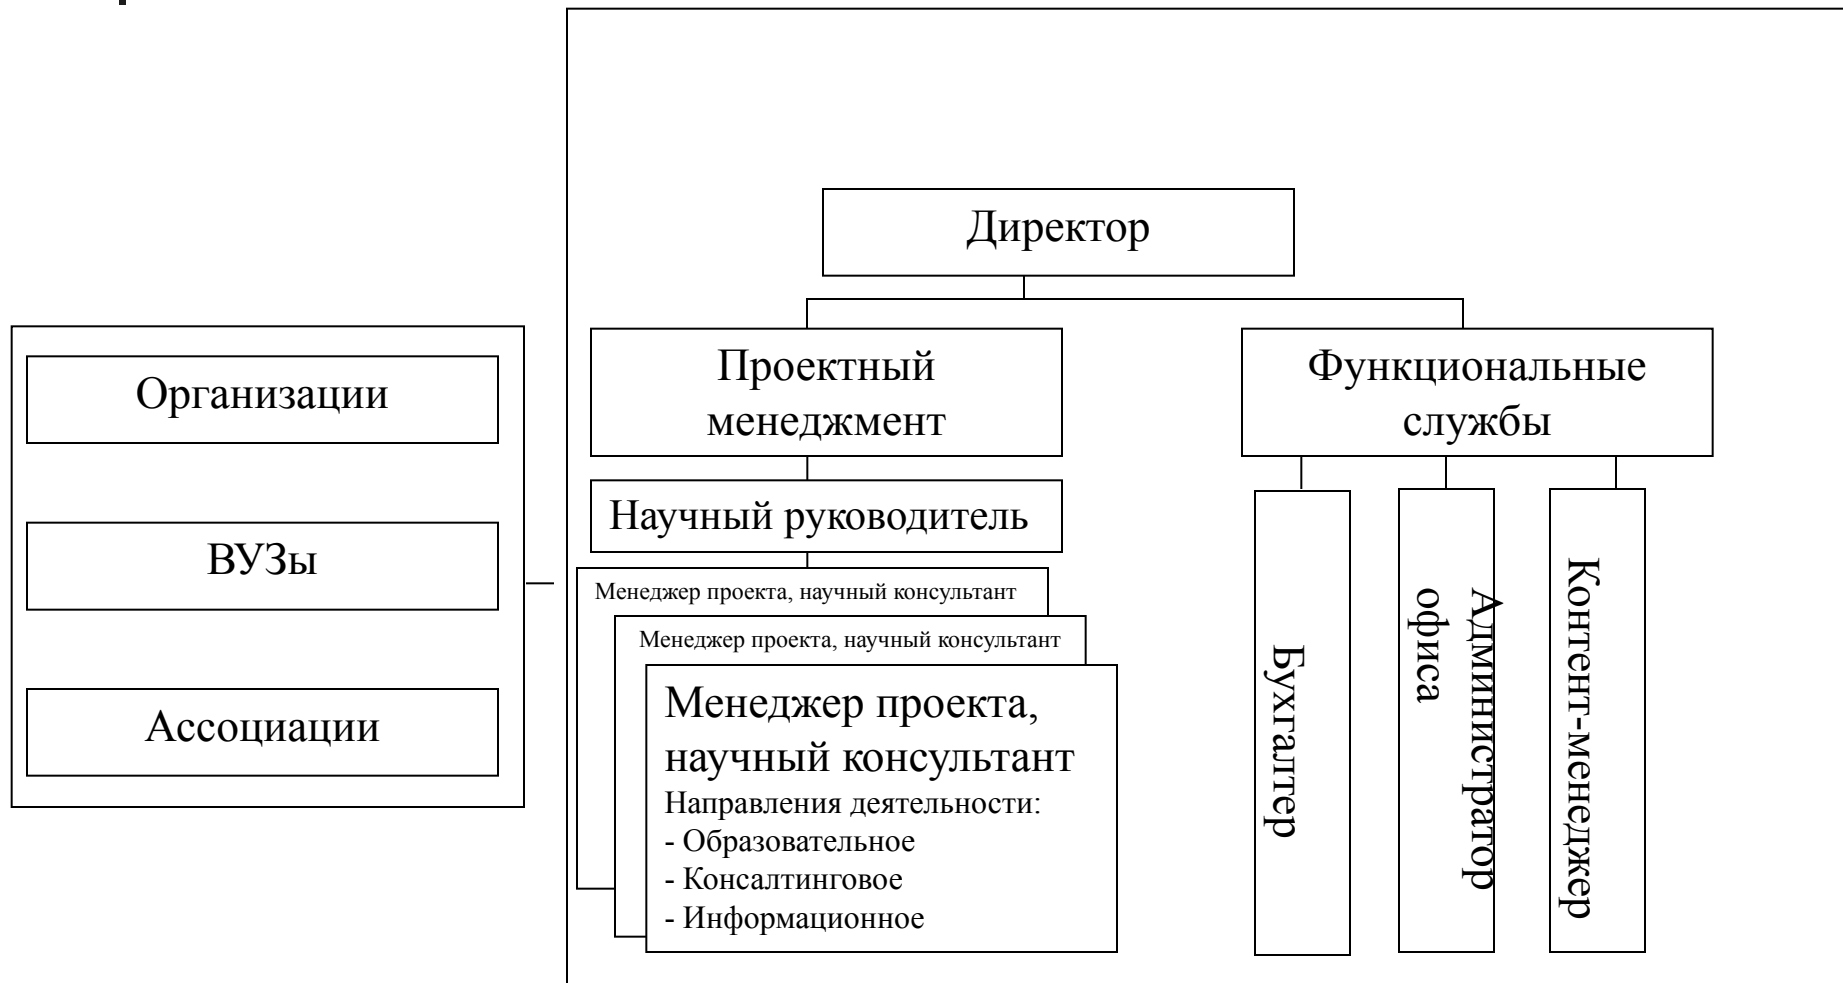 Директор
Организации
ВУЗы
Ассоциации
Проектный
менеджмент
Научный руководитель
Менеджер проекта, научный консультант
Менеджер проекта, научный консультант
Менеджер проекта,
научный консультант
Направления деятельности:
- Образовательное
- Консалтинговое
- Информационное
Функциональные
службы
Бухгалтер
Администратор
офиса
Контент-менеджер